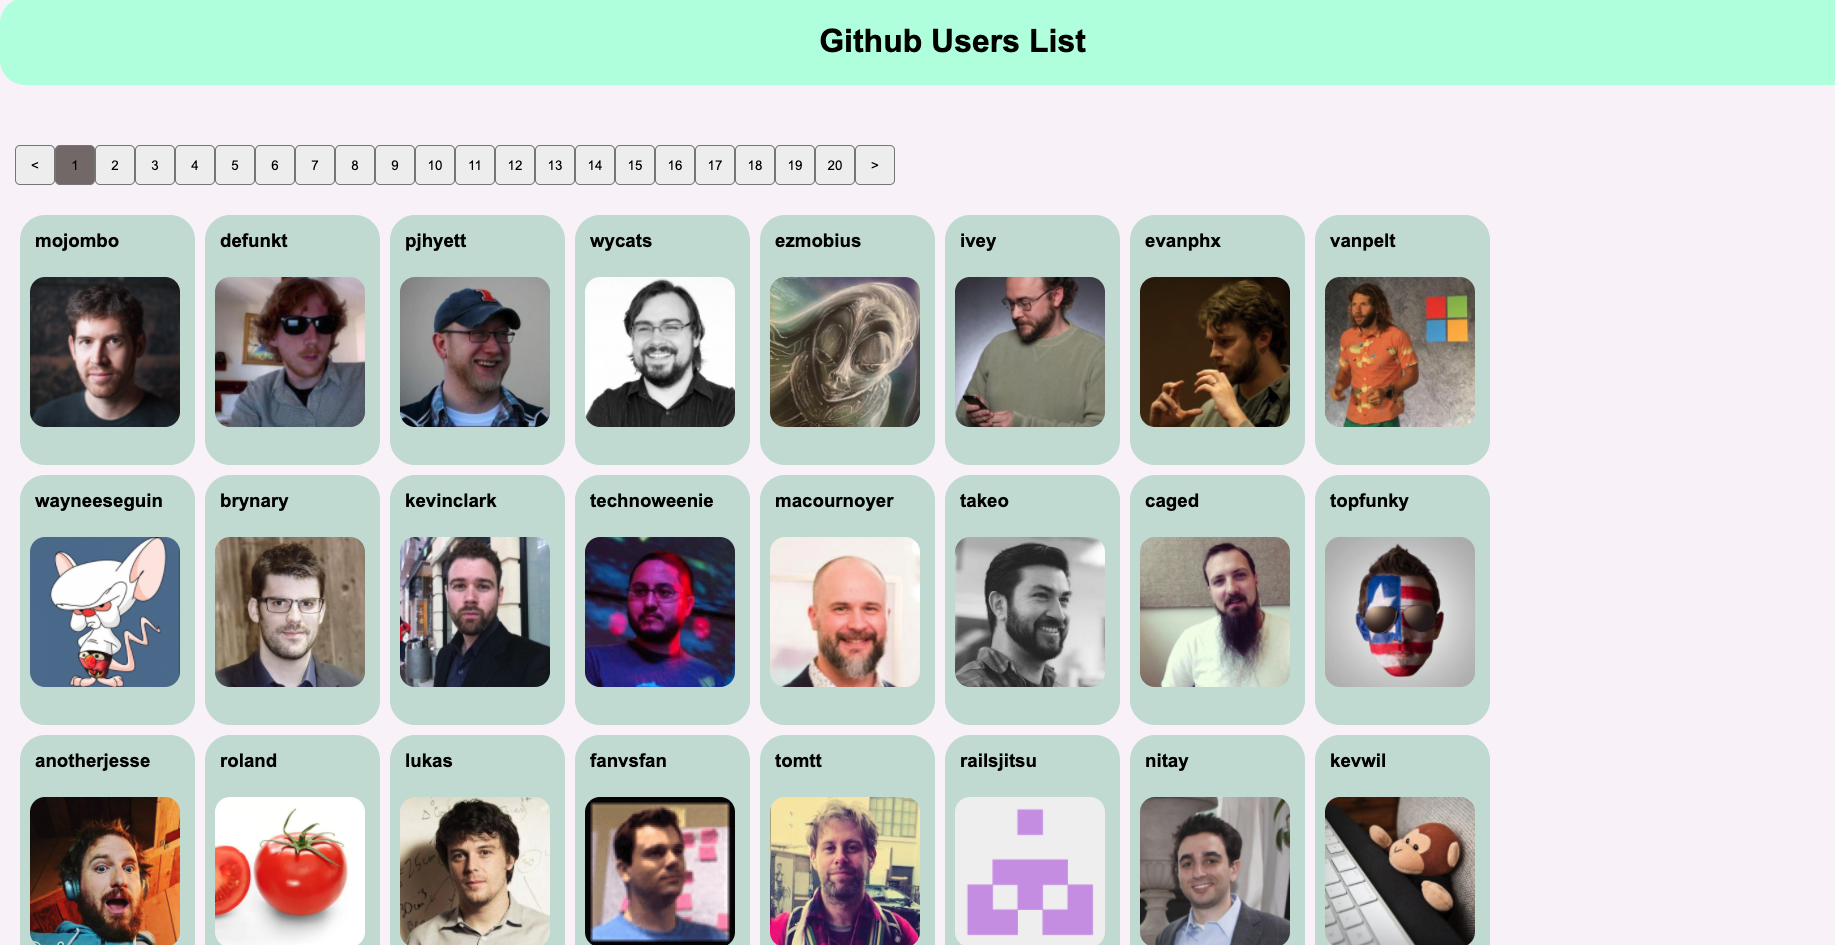 Github Users List
< 1 2 3 4 5 6 7 8 9 10 11 12 13 14 15 16 17 18 19 20 >
mojombo defunkt pjhyett wycats ezmobius ivey evanphx vanpelt
wayneeseguin brynary kevinclark technoweenie macournoyer takeo caged topfunky
anotherjesse roland lukas fanvsfan tomtt railsjitsu nitay kevwil